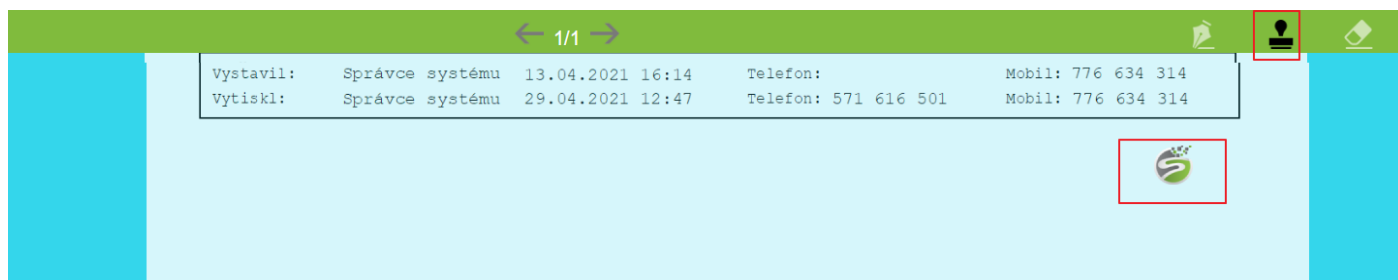 ← 1/1 →
Vystavil: Správce systému 13.04.2021 16:14 Telefon: Mobil: 776 634 314
Vytiskl: Správce systému 29.04.2021 12:47 Telefon: 571 616 501 Mobil: 776 634 314